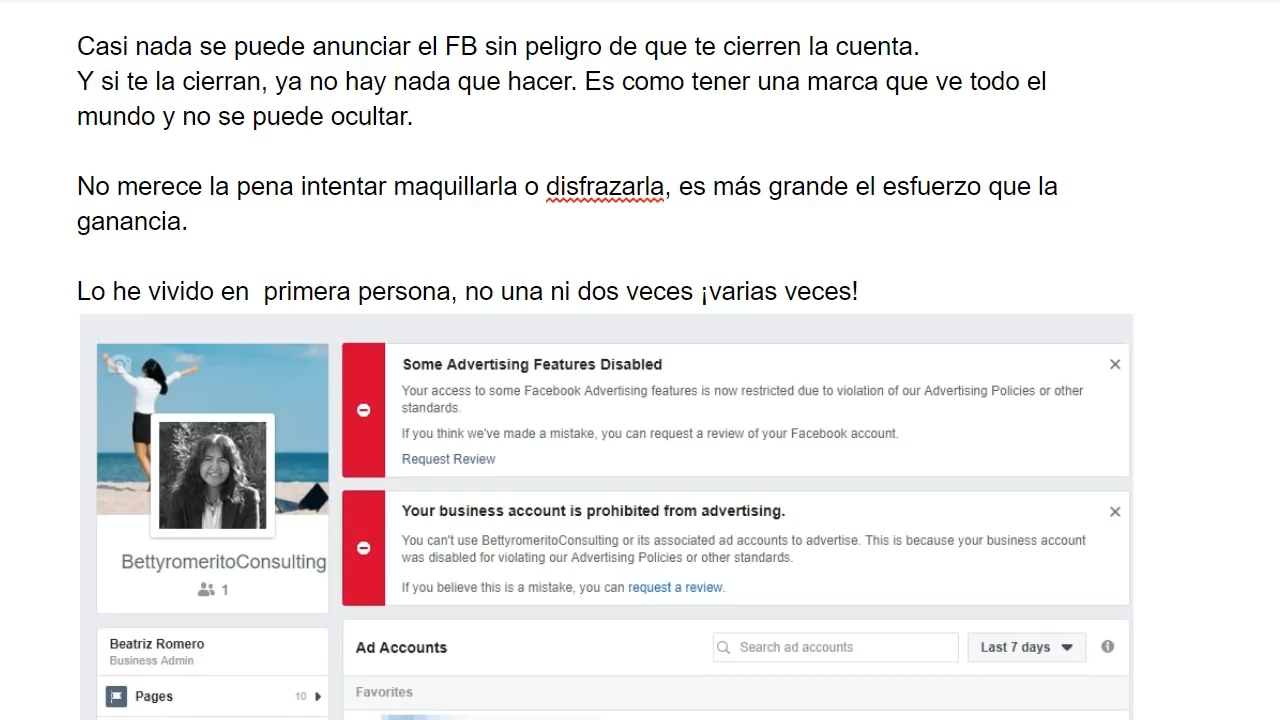 Casi nada se puede anunciar el FB sin peligro de que te cierren la cuenta.
Y si te la cierran, ya no hay nada que hacer. Es como tener una marca que ve todo el
mundo y no se puede ocultar.
No merece la pena intentar maquillarla o disfrazarla, es más grande el esfuerzo que la
ganancia.
Lo he vivido en  primera persona, no una ni dos veces ¡varias veces!
Some Advertising Features Disabled
Your access to some Facebook Advertising features is now restricted due to violation of our Advertising Policies or other
standards.
If you think we've made a mistake, you can request a review of your Facebook account.
Request Review
Your business account is prohibited from advertising.
You can't use BettyromeritoConsulting or its associated ad accounts to advertise. This is because your business account
was disabled for violating our Advertising Policies or other standards.
If you believe this is a mistake, you can request a review.
BettyromeritoConsulting
1
Beatriz Romero
Business Admin
Pages 10
Ad Accounts
Search ad accounts
Last 7 days
Favorites